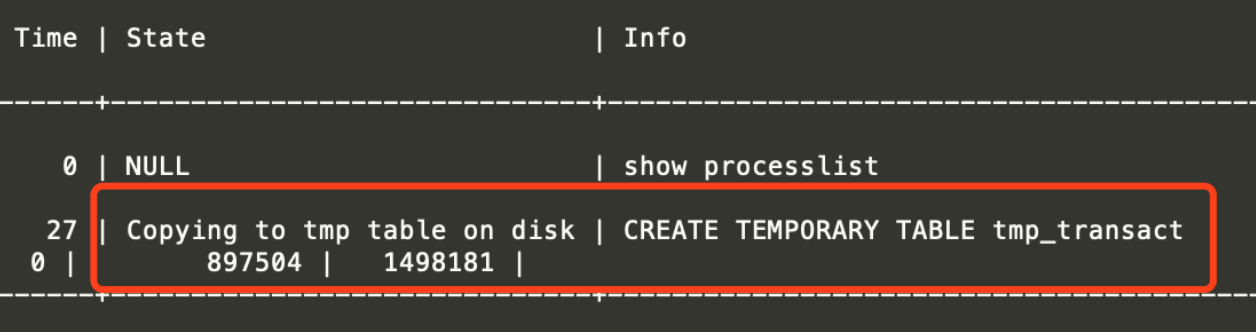 Time | State | Info
------+------------------------------+-----------------------------------------
0 | NULL | show processlist
27 | Copying to tmp table on disk | CREATE TEMPORARY TABLE tmp_transact
0 | 897504 | 1498181 |
------+------------------------------+-----------------------------------------